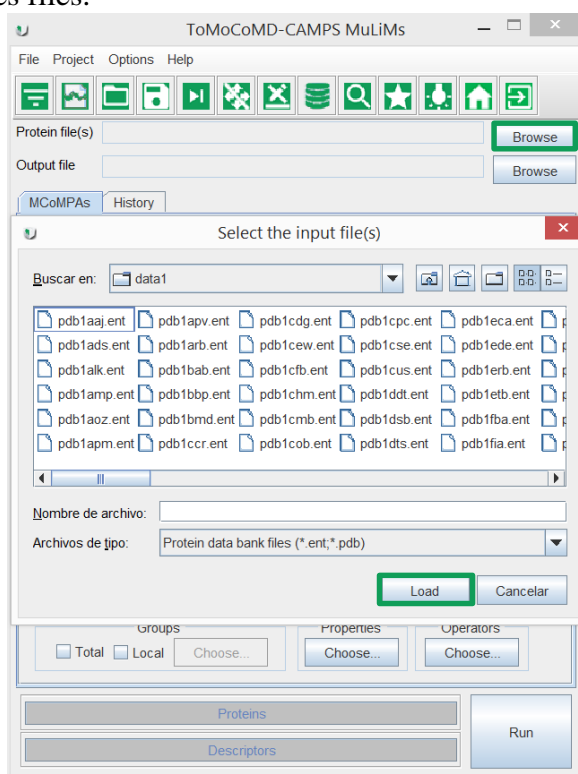 es files.
ToMoCoMD-CAMPS MuLiMs
File Project Options Help
Protein file(s) Browse
Output file Browse
MCoMPAs History
Select the input file(s)
Buscar en: data1
pdb1aaj.ent pdb1apv.ent pdb1cdg.ent pdb1cpc.ent pdb1eca.ent
pdb1ads.ent pdb1arb.ent pdb1cew.ent pdb1cse.ent pdb1ede.ent
pdb1alk.ent pdb1bab.ent pdb1cfb.ent pdb1cus.ent pdb1erb.ent
pdb1amp.ent pdb1bbp.ent pdb1chm.ent pdb1ddt.ent pdb1etb.ent
pdb1aoz.ent pdb1bmd.ent pdb1cmb.ent pdb1dsb.ent pdb1fba.ent
pdb1apm.ent pdb1ccr.ent pdb1cob.ent pdb1dts.ent pdb1fia.ent
Nombre de archivo:
Archivos de tipo: Protein data bank files (*.ent;*.pdb)
Load Cancelar
Groups Properties Operators
Total Local Choose... Choose... Choose...
Proteins
Run
Descriptors